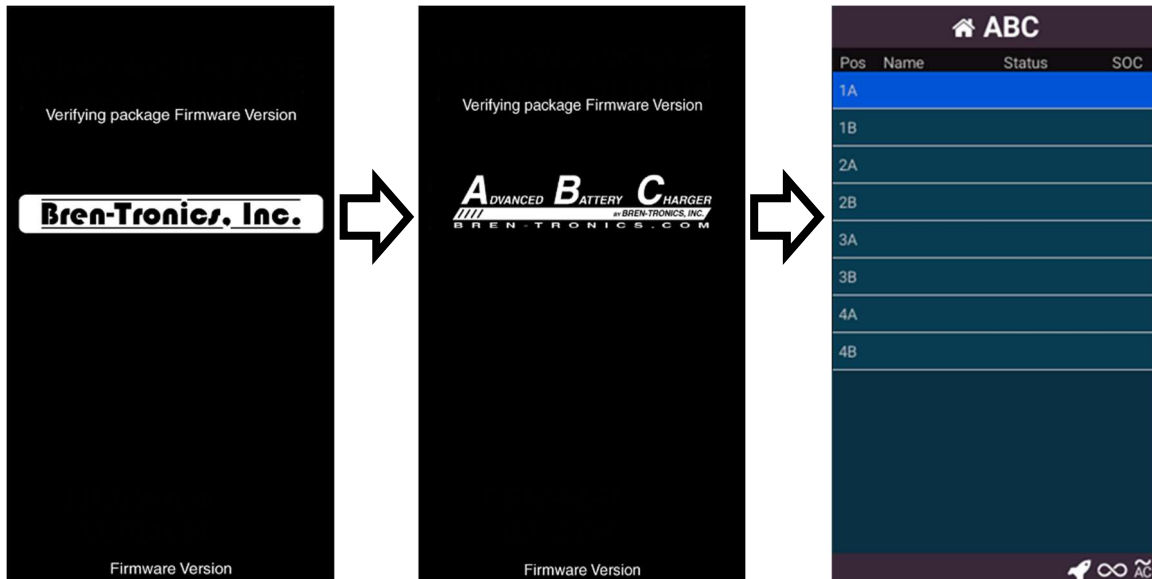 Verifying package Firmware Version
Bren-Tronics, Inc.
Firmware Version
Verifying package Firmware Version
ADVANCED BATTERY CHARGER
BY BREN-TRONICS, INC.
BREN-TRONICS.COM
Firmware Version
ABC
Pos Name Status SOC
1A
1B
2A
2B
3A
3B
4A
4B
AC